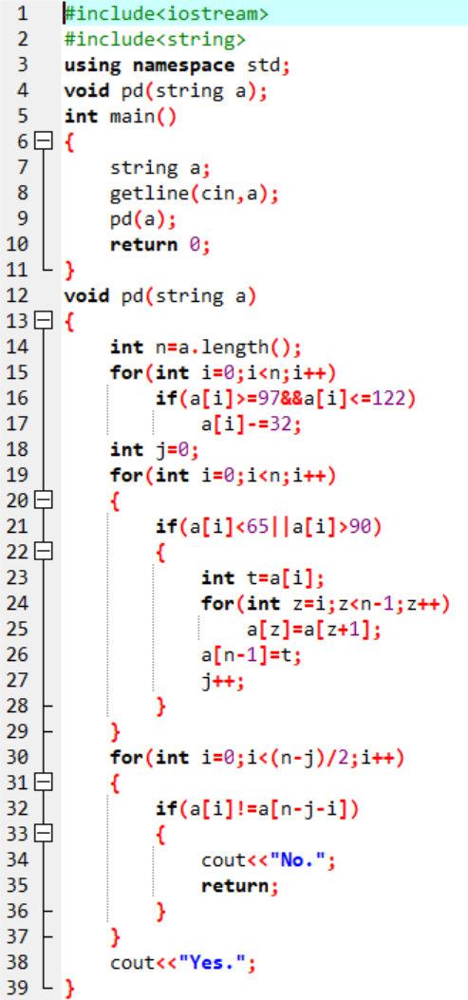 1 #include<iostream>
2 #include<string>
3 using namespace std;
4 void pd(string a);
5 int main()
6 {
7     string a;
8     getline(cin,a);
9     pd(a);
10     return 0;
11 }
12 void pd(string a)
13 {
14     int n=a.length();
15     for(int i=0;i<n;i++)
16         if(a[i]>=97&&a[i]<=122)
17             a[i]-=32;
18     int j=0;
19     for(int i=0;i<n;i++)
20     {
21         if(a[i]<65||a[i]>90)
22         {
23             int t=a[i];
24             for(int z=i;z<n-1;z++)
25                 a[z]=a[z+1];
26             a[n-1]=t;
27             j++;
28         }
29     }
30     for(int i=0;i<(n-j)/2;i++)
31     {
32         if(a[i]!=a[n-j-i])
33         {
34             cout<<"No.";
35             return;
36         }
37     }
38     cout<<"Yes.";
39 }